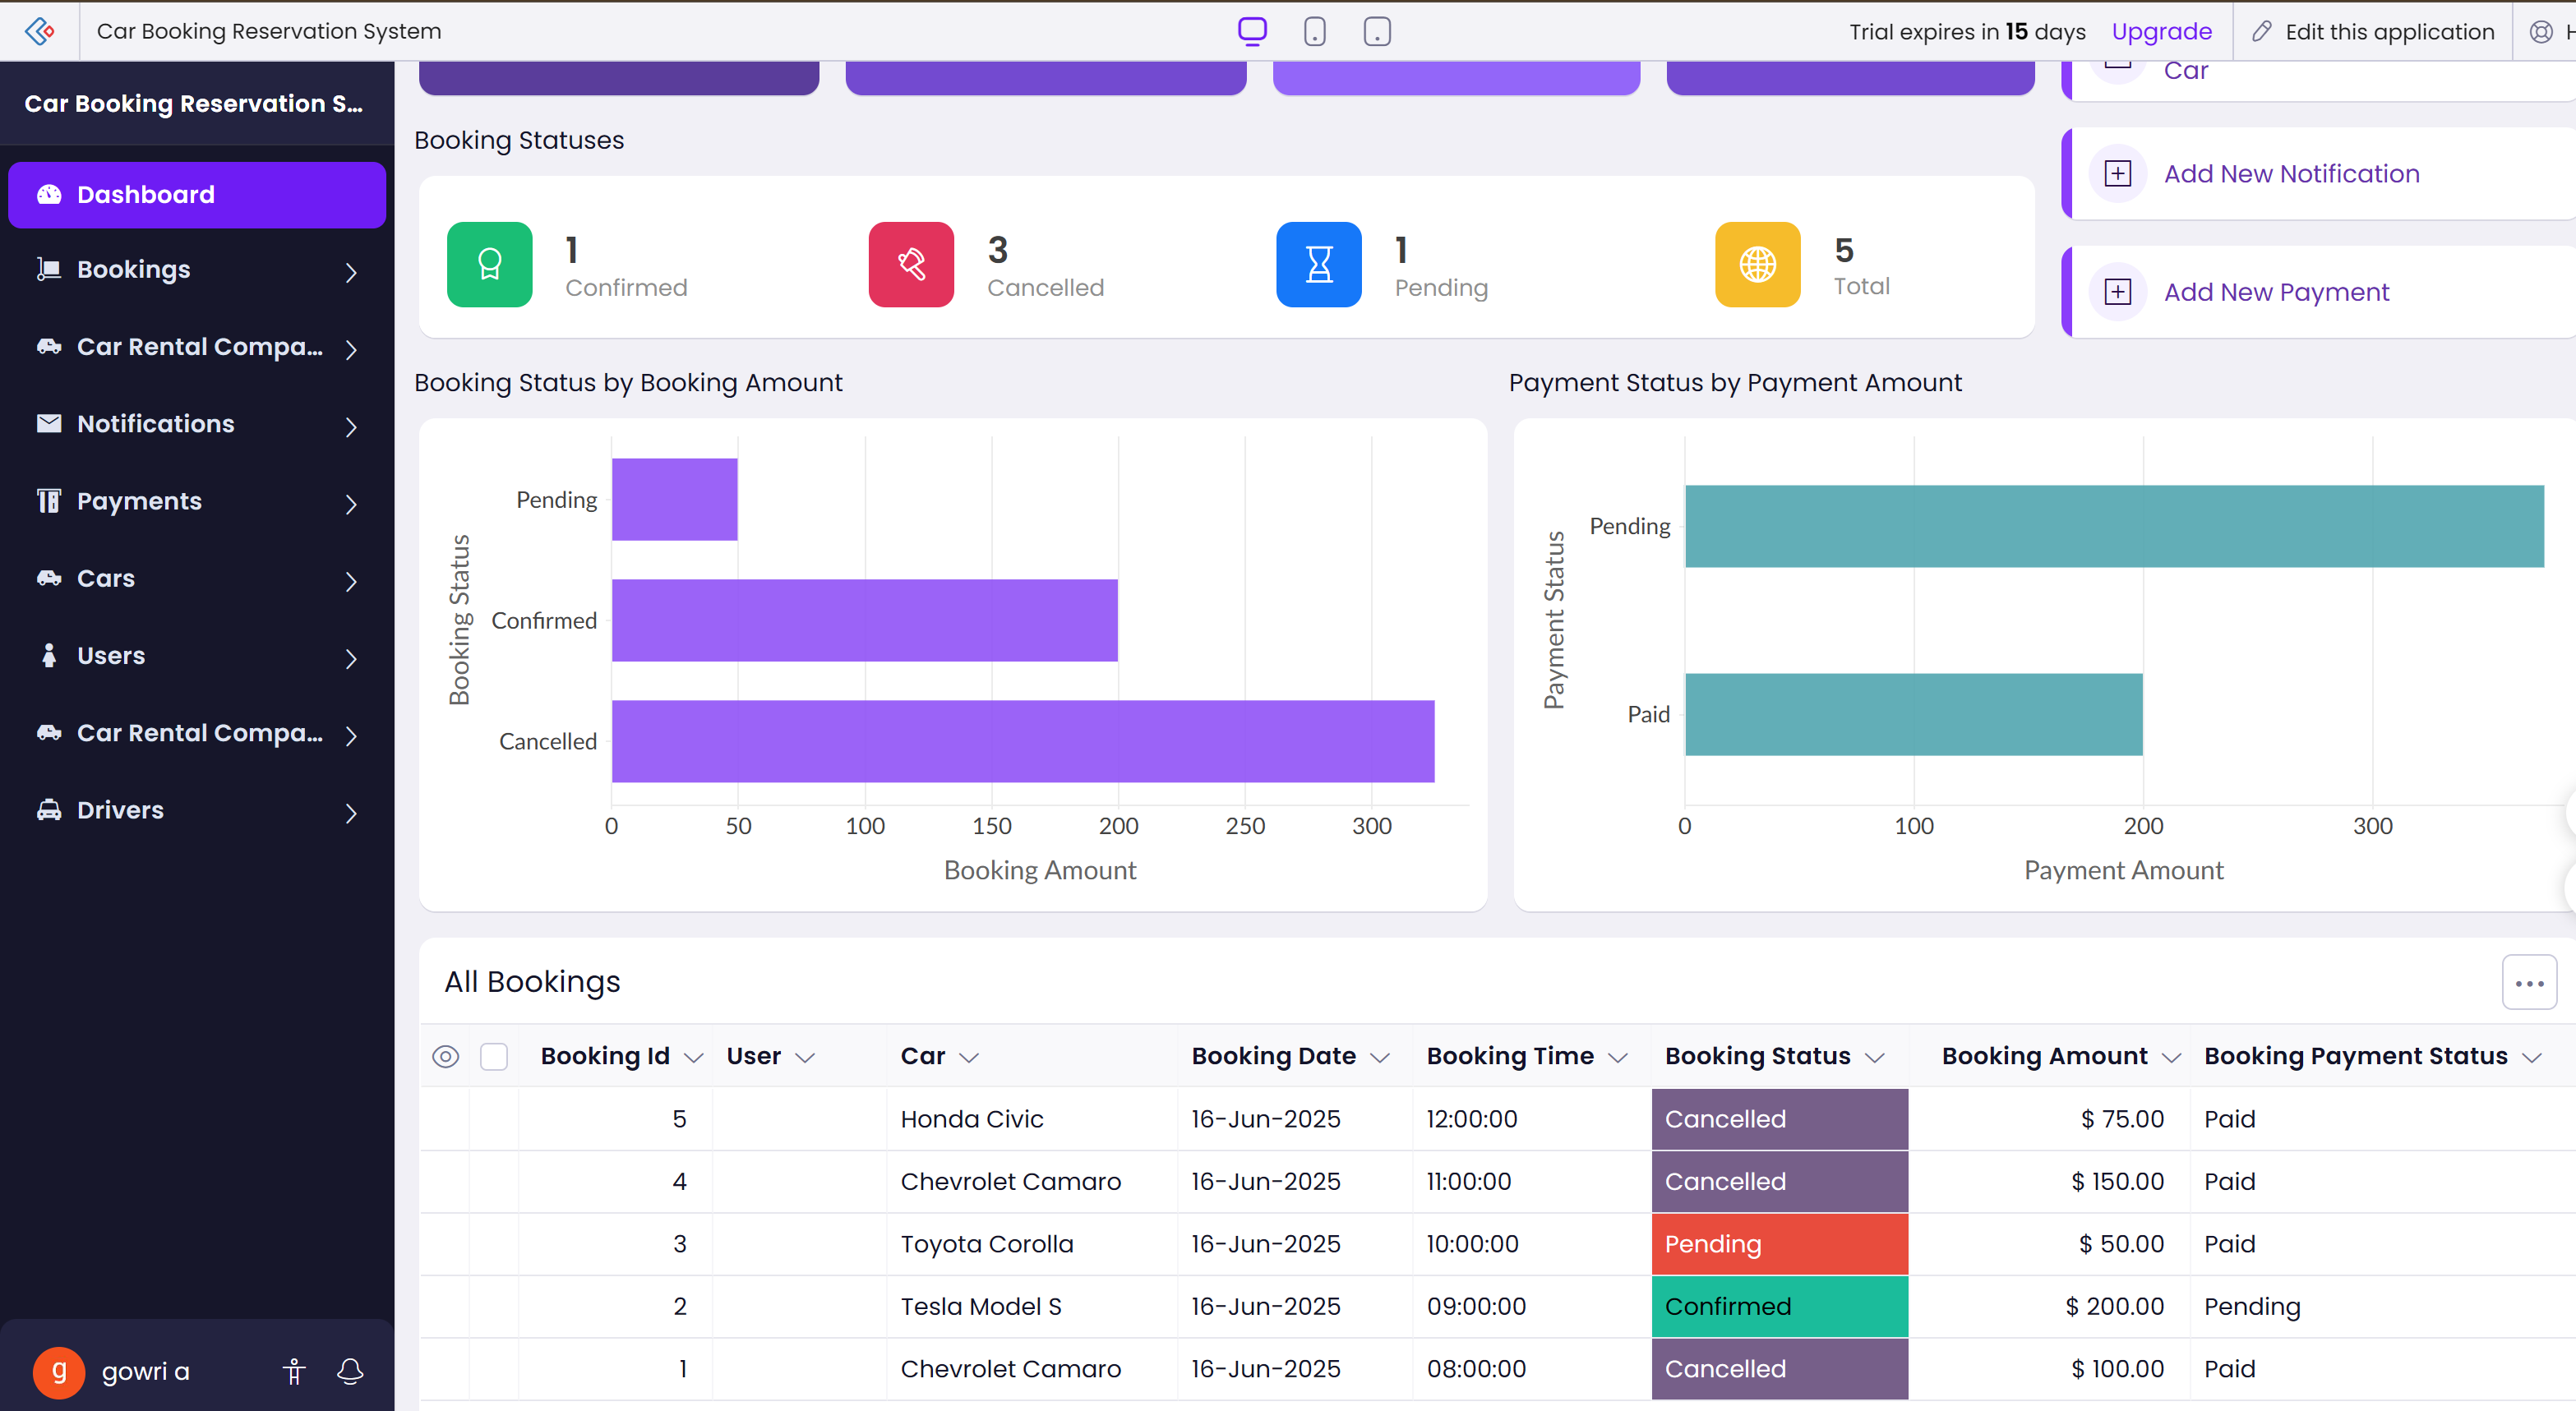 Car Booking Reservation System
Trial expires in 15 days Upgrade Edit this application
Car Booking Reservation S...
Dashboard
Bookings
Car Rental Compa...
Notifications
Payments
Cars
Users
Car Rental Compa...
Drivers
g gowri a
Car
Add New Notification
Add New Payment
Booking Statuses
1 Confirmed
3 Cancelled
1 Pending
5 Total
Booking Status by Booking Amount
Booking Status
Pending
Confirmed
Cancelled
0 50 100 150 200 250 300
Booking Amount
Payment Status by Payment Amount
Payment Status
Pending
Paid
0 100 200 300
Payment Amount
All Bookings
Booking Id User Car Booking Date Booking Time Booking Status Booking Amount Booking Payment Status
5 Honda Civic 16-Jun-2025 12:00:00 Cancelled $ 75.00 Paid
4 Chevrolet Camaro 16-Jun-2025 11:00:00 Cancelled $ 150.00 Paid
3 Toyota Corolla 16-Jun-2025 10:00:00 Pending $ 50.00 Paid
2 Tesla Model S 16-Jun-2025 09:00:00 Confirmed $ 200.00 Pending
1 Chevrolet Camaro 16-Jun-2025 08:00:00 Cancelled $ 100.00 Paid